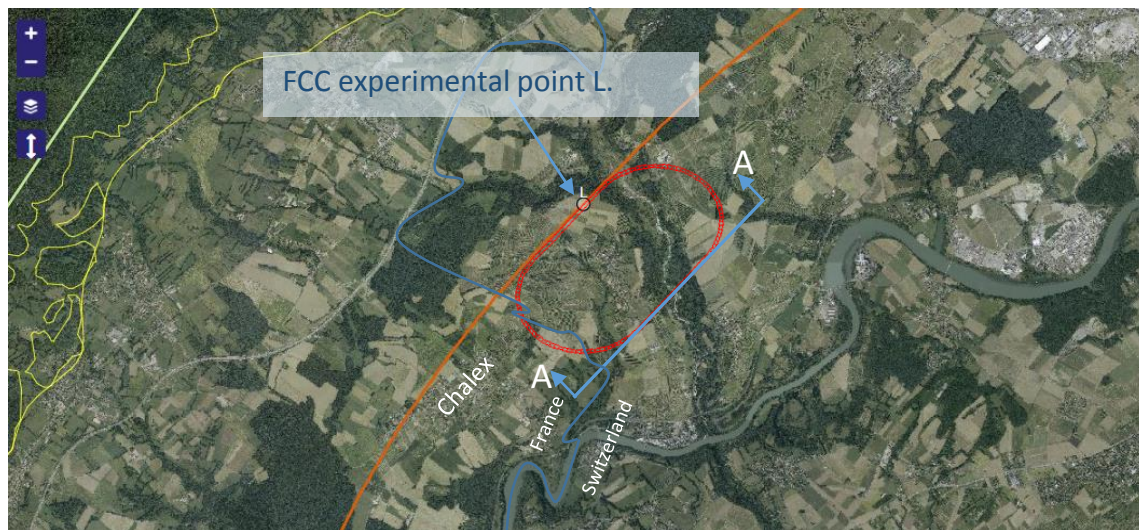 +
–
FCC experimental point L.
L
A
A
Chalex
France
Switzerland